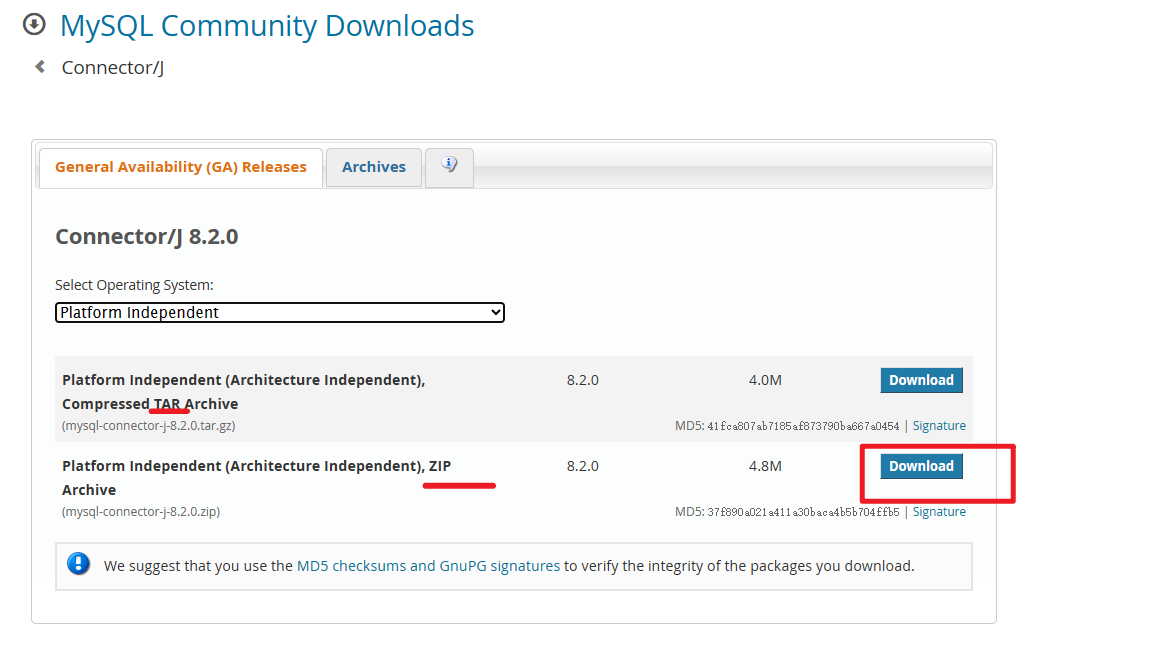 MySQL Community Downloads
Connector/J
General Availability (GA) Releases Archives
Connector/J 8.2.0
Select Operating System:
Platform Independent
Platform Independent (Architecture Independent), 8.2.0 4.0M Download
Compressed TAR Archive
(mysql-connector-j-8.2.0.tar.gz) MD5: 41fca807ab7185af873790ba667a0454 | Signature
Platform Independent (Architecture Independent), ZIP 8.2.0 4.8M Download
Archive
(mysql-connector-j-8.2.0.zip) MD5: 37f890a021a411a30baca4b5b704ffb5 | Signature
We suggest that you use the MD5 checksums and GnuPG signatures to verify the integrity of the packages you download.